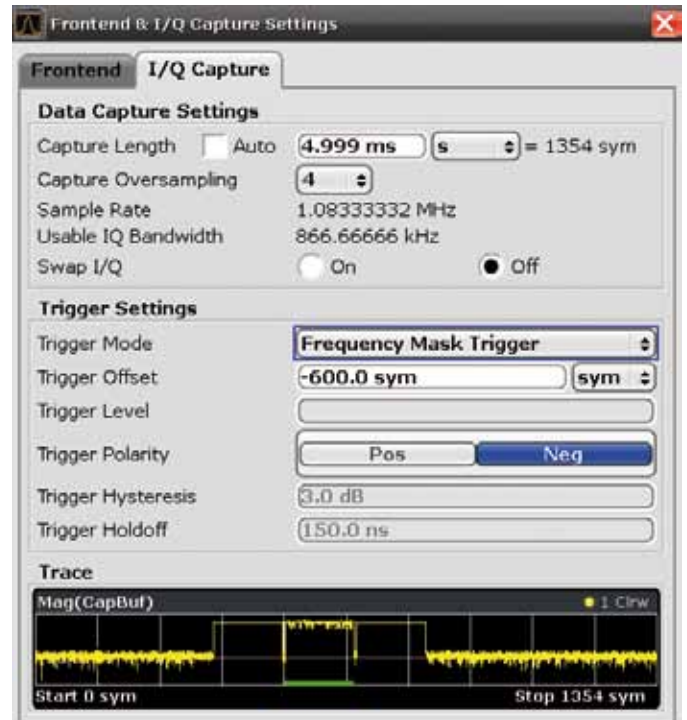 Frontend & I/Q Capture Settings
Frontend I/Q Capture
Data Capture Settings
Capture Length Auto 4.999 ms s = 1354 sym
Capture Oversampling 4
Sample Rate 1.08333332 MHz
Usable IQ Bandwidth 866.66666 kHz
Swap I/Q On Off
Trigger Settings
Trigger Mode Frequency Mask Trigger
Trigger Offset -600.0 sym sym
Trigger Level
Trigger Polarity Pos Neg
Trigger Hysteresis 3.0 dB
Trigger Holdoff 150.0 ns
Trace
Mag(CapBuf) 1 Clrw
Start 0 sym Stop 1354 sym